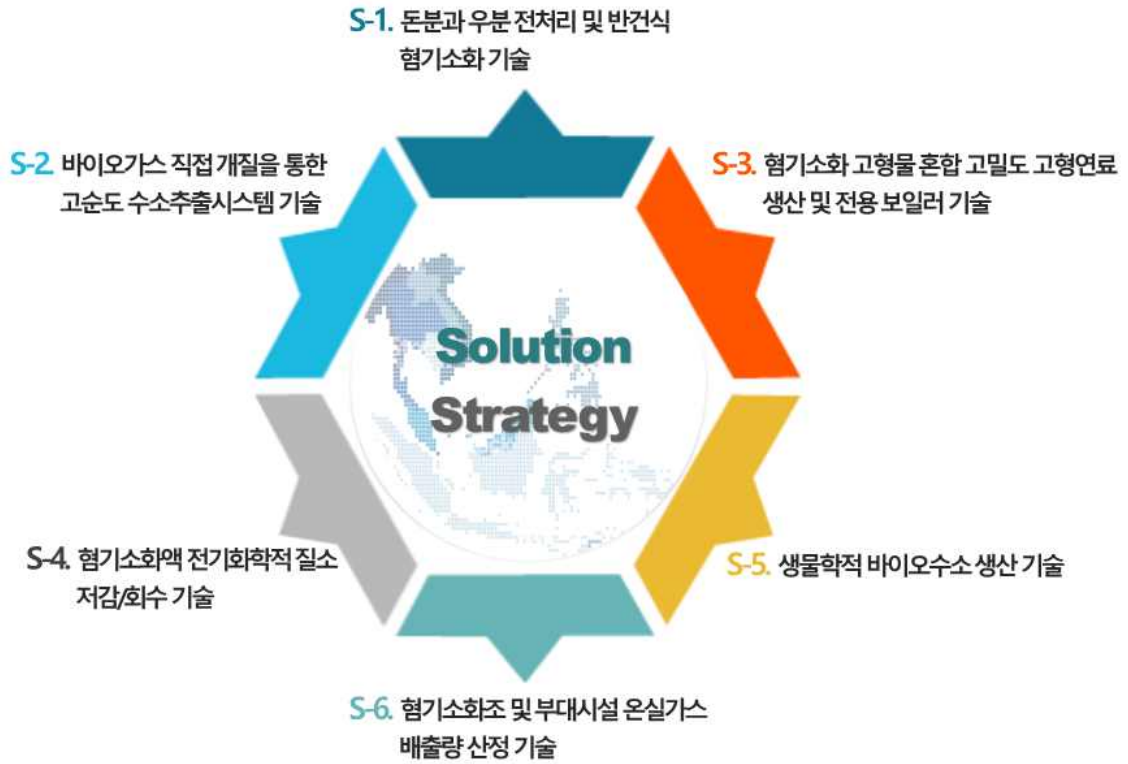 S-1. 돈분과 우분 전처리 및 반건식
혐기소화 기술
S-2. 바이오가스 직접 개질을 통한
고순도 수소추출시스템 기술
S-3. 혐기소화 고형물 혼합 고밀도 고형연료
생산 및 전용 보일러 기술
Solution
Strategy
S-4. 혐기소화액 전기화학적 질소
저감/회수 기술
S-5. 생물학적 바이오수소 생산 기술
S-6. 혐기소화조 및 부대시설 온실가스
배출량 산정 기술